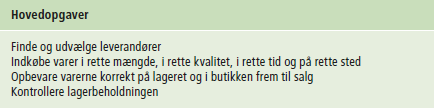 Hovedopgaver
Finde og udvælge leverandører
Indkøbe varer i rette mængde, i rette kvalitet, i rette tid og på rette sted
Opbevare varerne korrekt på lageret og i butikken frem til salg
Kontrollere lagerbeholdningen